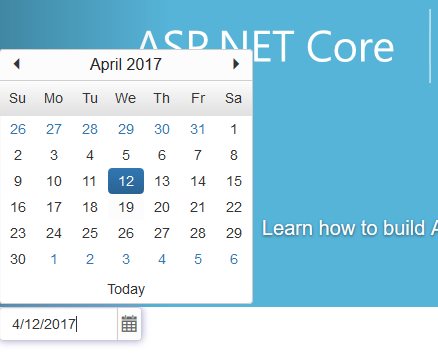 ASP.NET Core
April 2017
Su Mo Tu We Th Fr Sa
26 27 28 29 30 31 1
2 3 4 5 6 7 8
9 10 11 12 13 14 15
16 17 18 19 20 21 22
23 24 25 26 27 28 29
30 1 2 3 4 5 6
Learn how to build
Today
4/12/2017